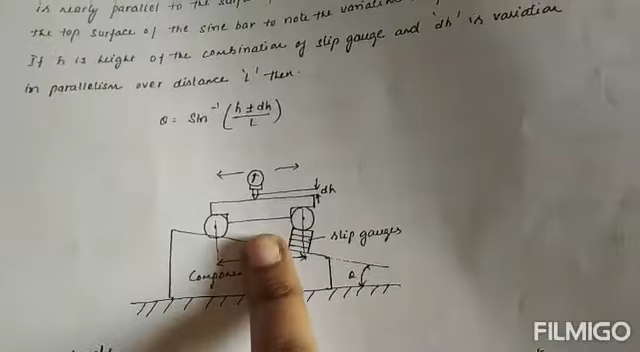 is nearly parallel to the
the top surface of the sine bar to note the
If h is height of the combination of slip gauge and 'dh' is variation
in parallelism over distance 'L' then.
θ = Sin⁻¹ (h ± dh / L)
dh
slip gauges
θ
FILMIGO